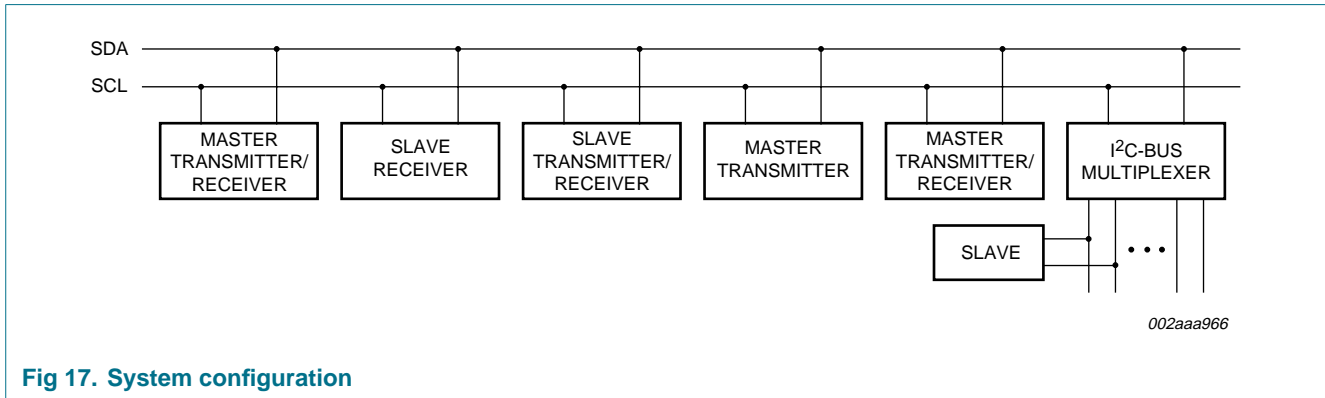 SDA
SCL
MASTER
TRANSMITTER/
RECEIVER
SLAVE
RECEIVER
SLAVE
TRANSMITTER/
RECEIVER
MASTER
TRANSMITTER
MASTER
TRANSMITTER/
RECEIVER
I²C-BUS
MULTIPLEXER
SLAVE
002aaa966
Fig 17. System configuration